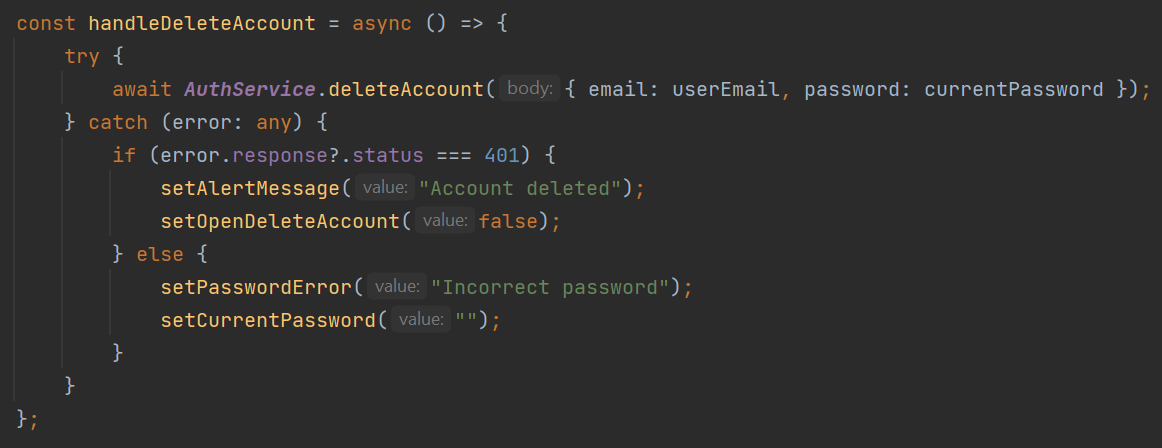 const handleDeleteAccount = async () => {
try {
await AuthService.deleteAccount( body: { email: userEmail, password: currentPassword });
} catch (error: any) {
if (error.response?.status === 401) {
setAlertMessage( value: "Account deleted");
setOpenDeleteAccount( value: false);
} else {
setPasswordError( value: "Incorrect password");
setCurrentPassword( value: "");
}
}
};